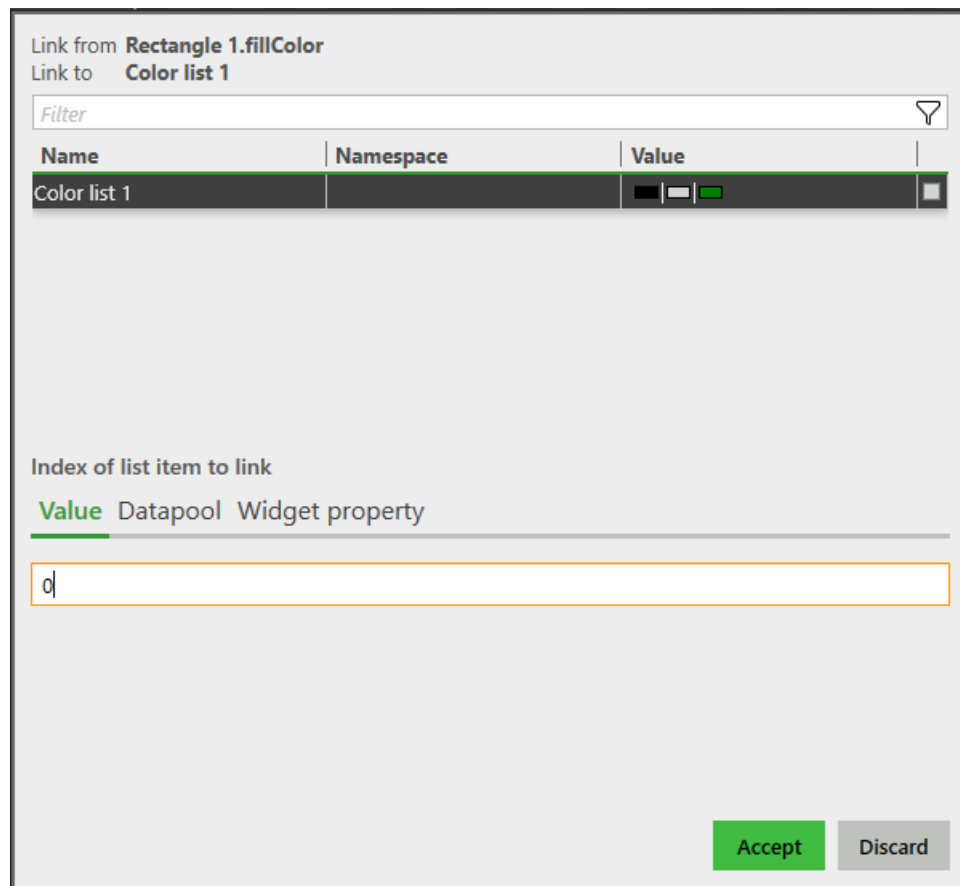 Link from Rectangle 1.fillColor
Link to Color list 1
Filter
Name Namespace Value
Color list 1
Index of list item to link
Value Datapool Widget property
0
Accept Discard